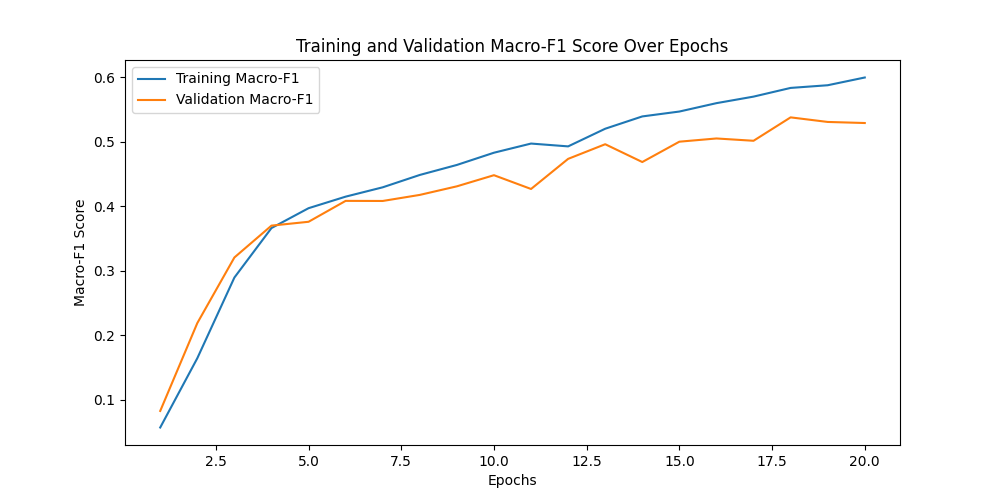 Training and Validation Macro-F1 Score Over Epochs
Training Macro-F1
Validation Macro-F1
Macro-F1 Score
0.6
0.5
0.4
0.3
0.2
0.1
2.5 5.0 7.5 10.0 12.5 15.0 17.5 20.0
Epochs